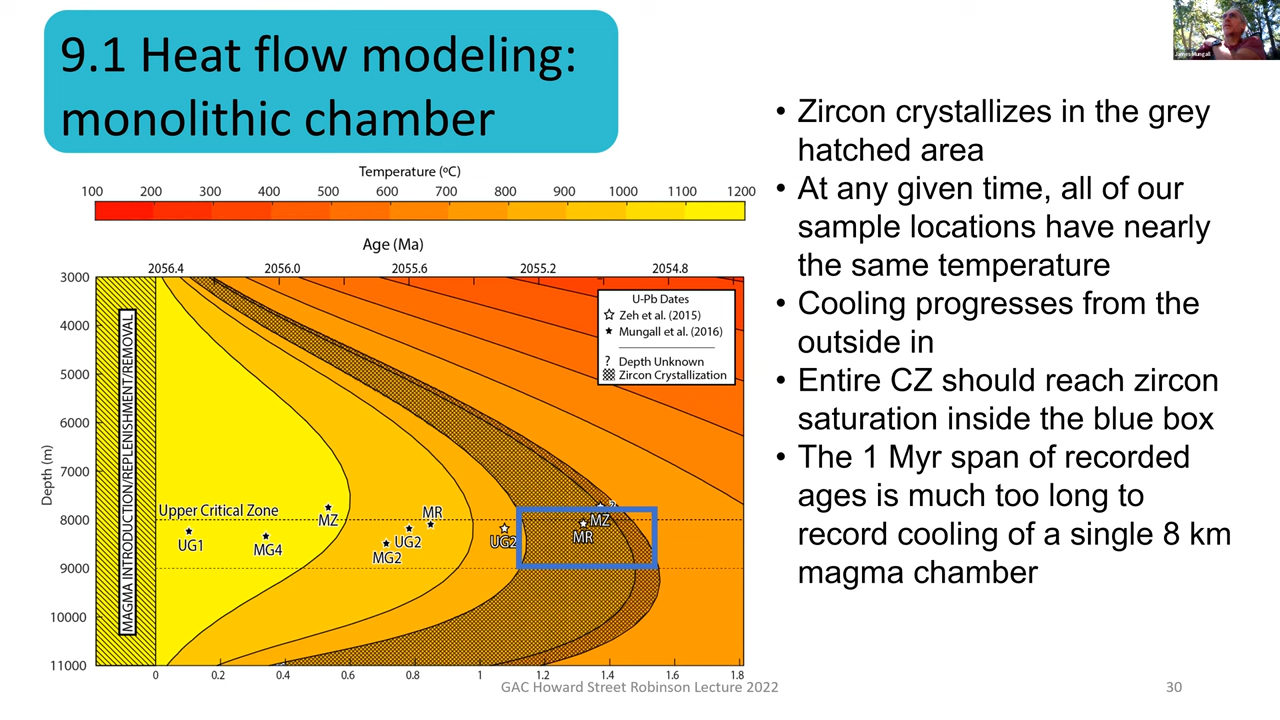 9.1 Heat flow modeling:
monolithic chamber
Temperature (ºC)
100 200 300 400 500 600 700 800 900 1000 1100 1200
Age (Ma)
2056.4 2056.0 2055.6 2055.2 2054.8
3000
4000
5000
6000
7000
8000
9000
10000
11000
Depth (m)
MAGMA INTRODUCTION/REPLENISHMENT/REMOVAL
U-Pb Dates
Zeh et al. (2015)
Mungall et al. (2016)
? Depth Unknown
Zircon Crystallization
Upper Critical Zone
UG1
MG4
MZ
MG2
UG2
MR
UG2
MR
MZ
?
0 0.2 0.4 0.6 0.8 1 1.2 1.4 1.6 1.8
• Zircon crystallizes in the grey
hatched area
• At any given time, all of our
sample locations have nearly
the same temperature
• Cooling progresses from the
outside in
• Entire CZ should reach zircon
saturation inside the blue box
• The 1 Myr span of recorded
ages is much too long to
record cooling of a single 8 km
magma chamber
GAC Howard Street Robinson Lecture 2022
30
James Mungall